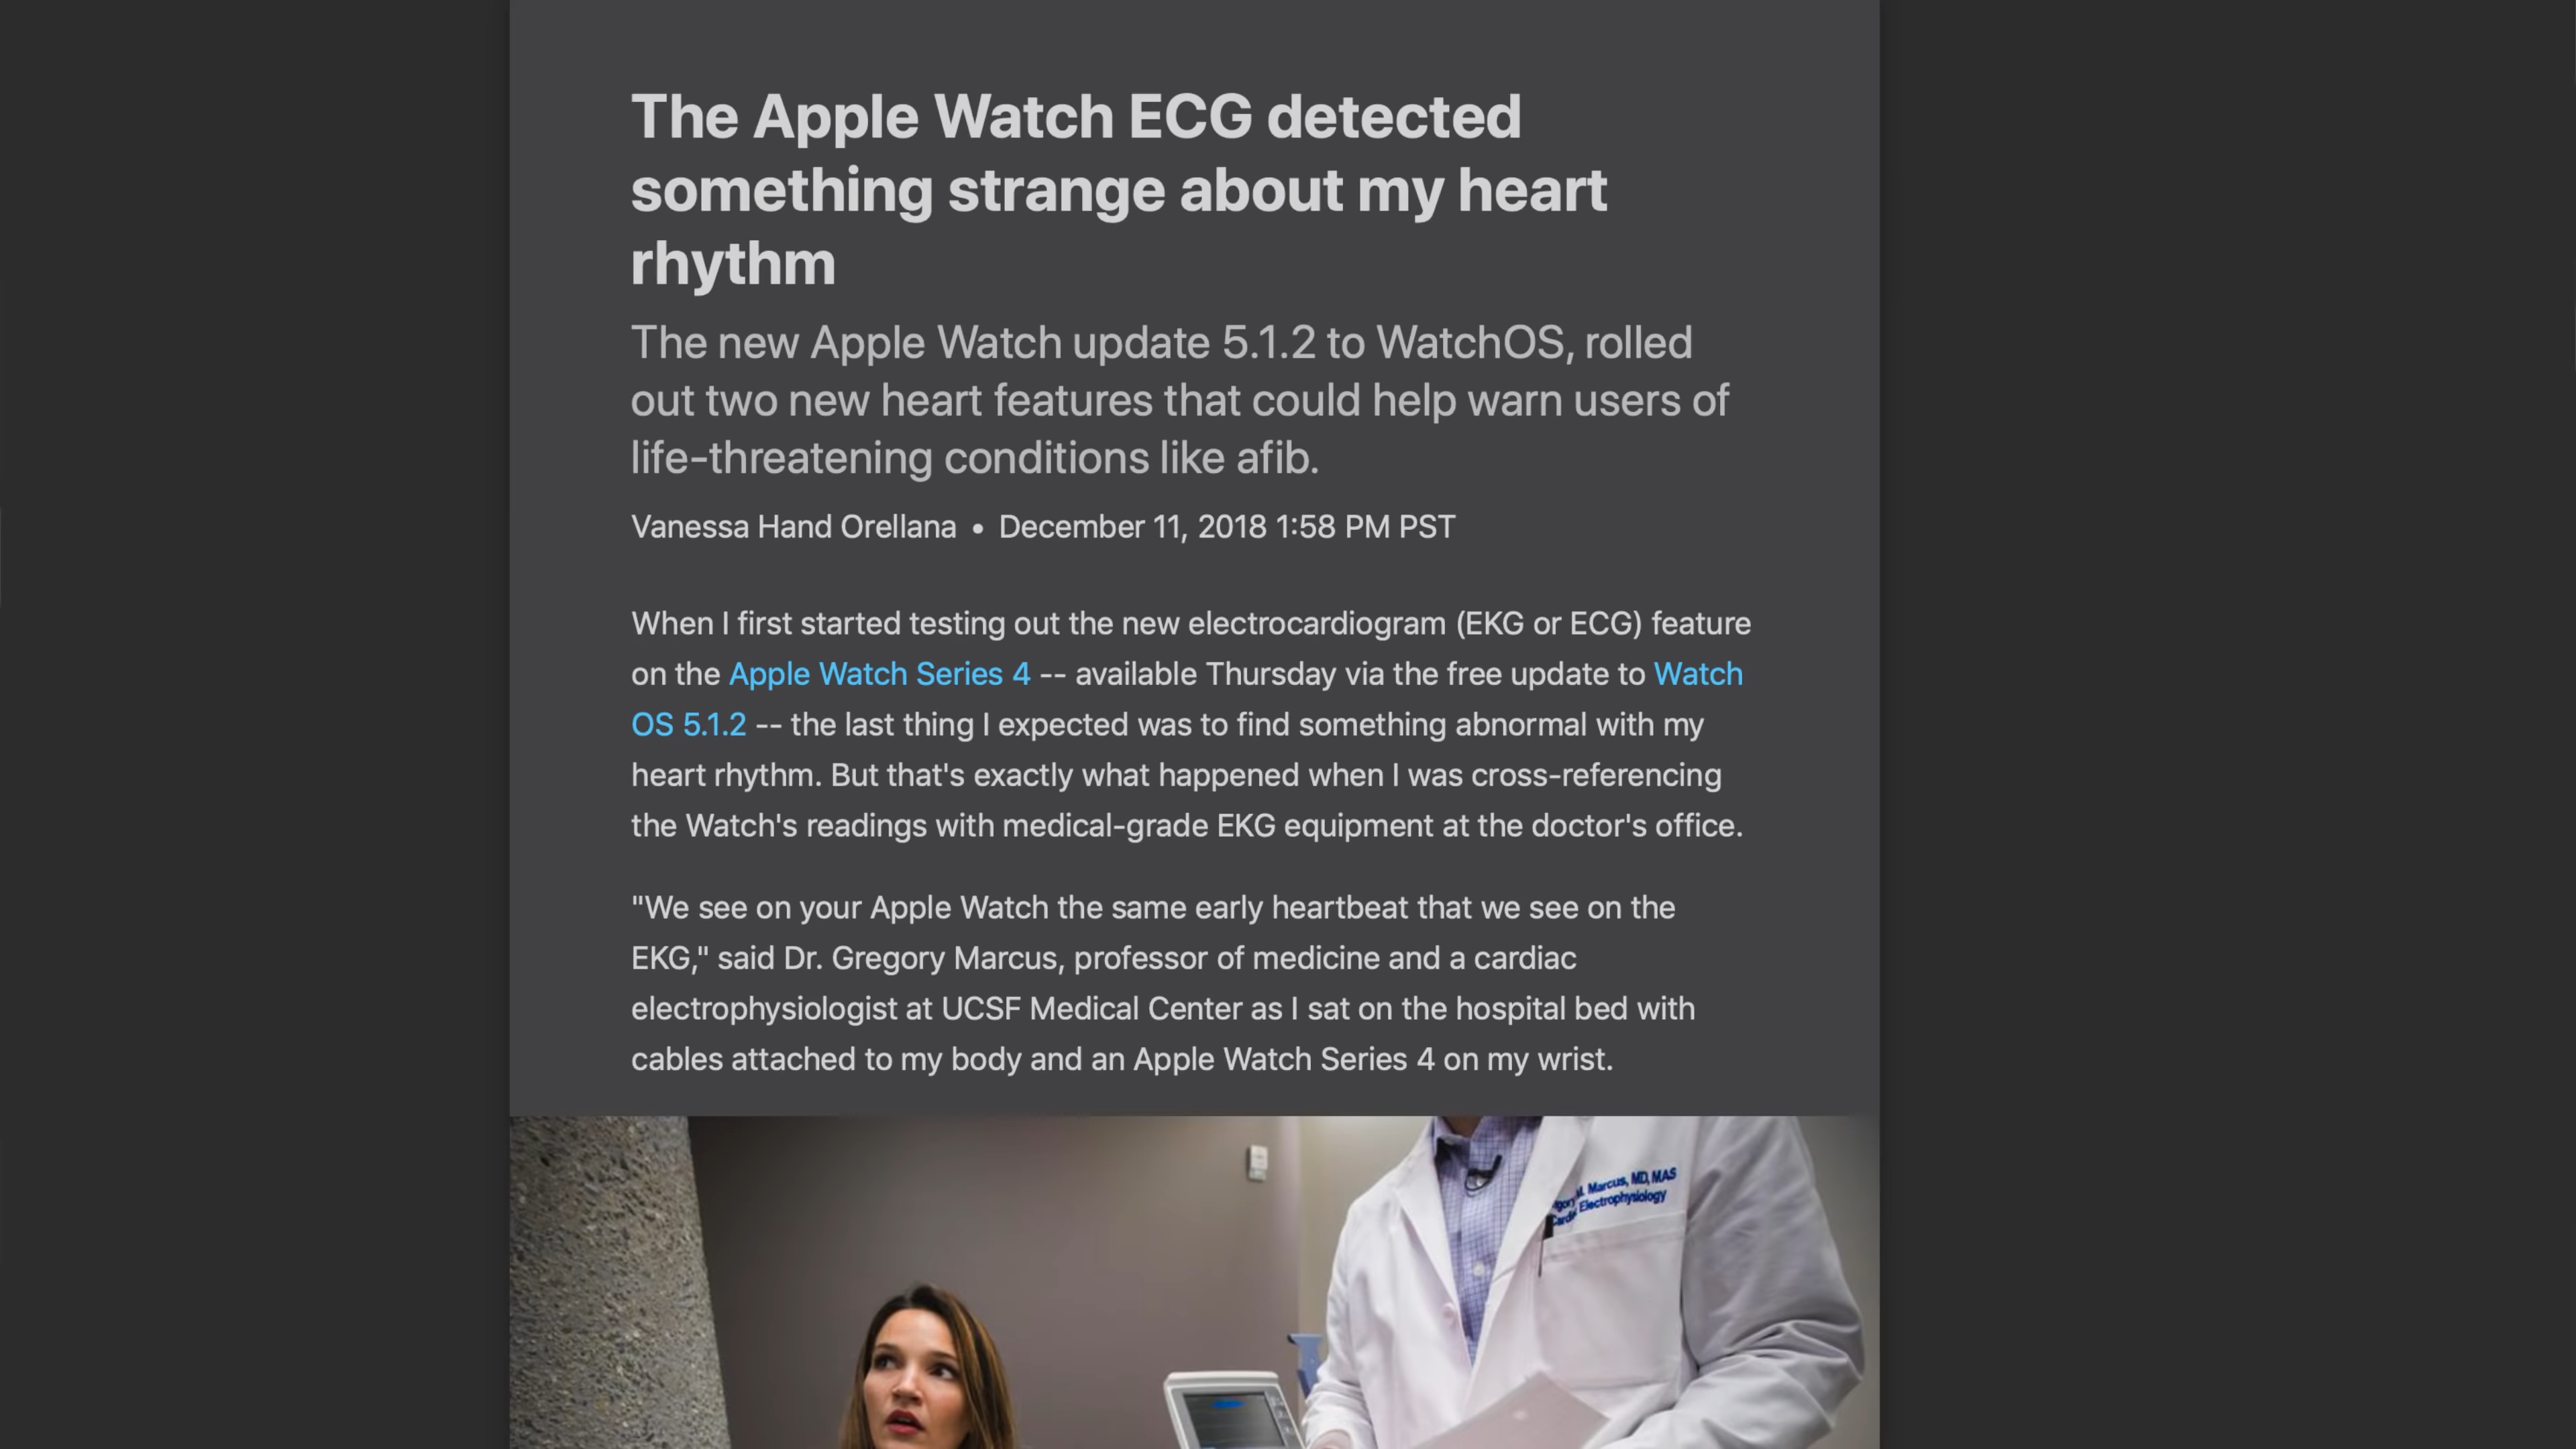 The Apple Watch ECG detected
something strange about my heart
rhythm
The new Apple Watch update 5.1.2 to WatchOS, rolled
out two new heart features that could help warn users of
life-threatening conditions like afib.
Vanessa Hand Orellana • December 11, 2018 1:58 PM PST
When I first started testing out the new electrocardiogram (EKG or ECG) feature
on the Apple Watch Series 4 -- available Thursday via the free update to Watch
OS 5.1.2 -- the last thing I expected was to find something abnormal with my
heart rhythm. But that's exactly what happened when I was cross-referencing
the Watch's readings with medical-grade EKG equipment at the doctor's office.
"We see on your Apple Watch the same early heartbeat that we see on the
EKG," said Dr. Gregory Marcus, professor of medicine and a cardiac
electrophysiologist at UCSF Medical Center as I sat on the hospital bed with
cables attached to my body and an Apple Watch Series 4 on my wrist.
Marcus, MD, MAS
Electrophysiology